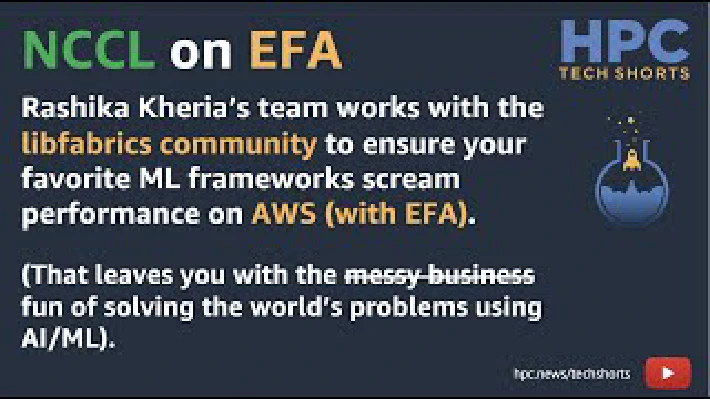 NCCL on EFA
HPC
TECH SHORTS
Rashika Kheria's team works with the
libfabrics community to ensure your
favorite ML frameworks scream
performance on AWS (with EFA).
(That leaves you with the messy business
fun of solving the world's problems using
AI/ML).
hpc.news/techshorts